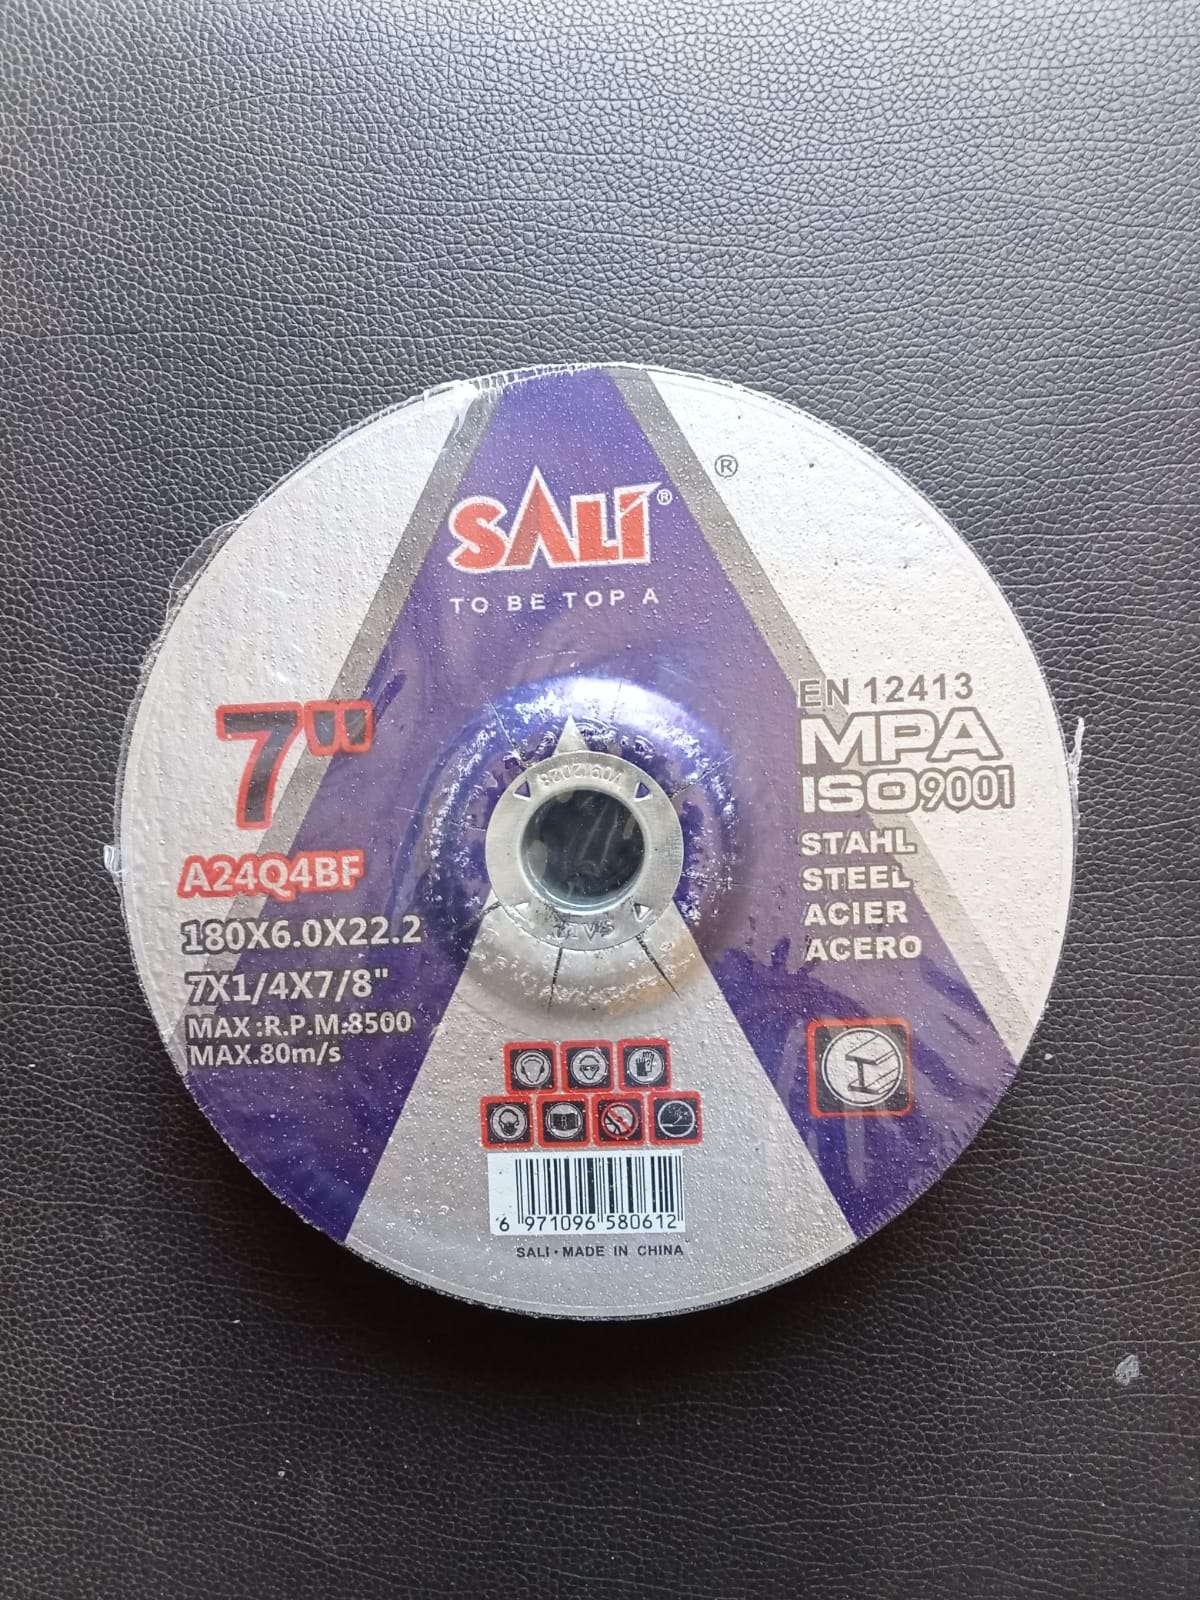 SALI®
®
TO BE TOP A
EN 12413
MPA
ISO9001
STAHL
STEEL
ACIER
ACERO
7"
A24Q4BF
180X6.0X22.2
7X1/4X7/8"
MAX:R.P.M:8500
MAX.80m/s
6 971096 580612
SALI·MADE IN CHINA